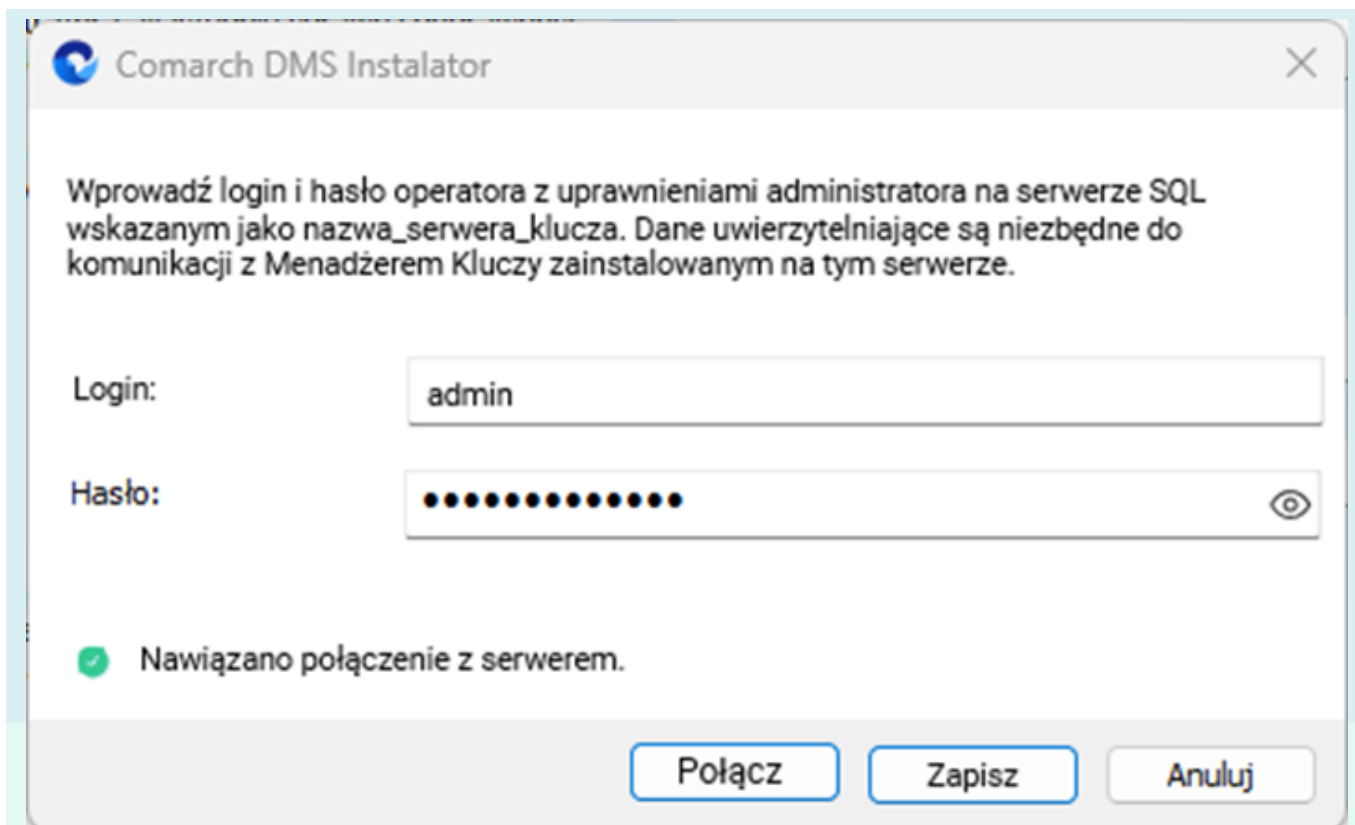 Comarch DMS Instalator
Wprowadź login i hasło operatora z uprawnieniami administratora na serwerze SQL
wskazanym jako nazwa_serwera_klucza. Dane uwierzytelniające są niezbędne do
komunikacji z Menadżerem Kluczy zainstalowanym na tym serwerze.
Login:
admin
Hasło:
•••••••••••••
Nawiązano połączenie z serwerem.
Połącz
Zapisz
Anuluj